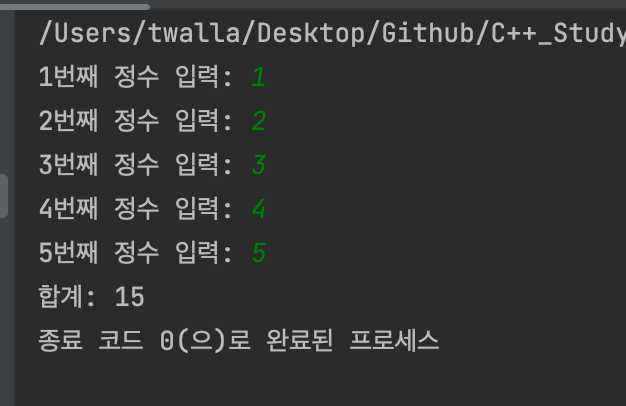 /Users/twalla/Desktop/Github/C++_Study
1번째 정수 입력: 1
2번째 정수 입력: 2
3번째 정수 입력: 3
4번째 정수 입력: 4
5번째 정수 입력: 5
합계: 15
종료 코드 0(으)로 완료된 프로세스